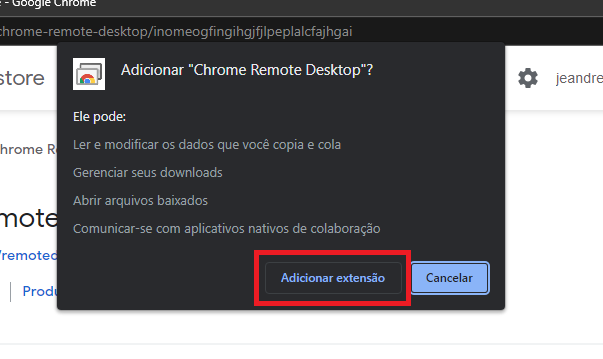 - Google Chrome
chrome-remote-desktop/inomeogfingihgjfjlpeplalcfajhgai
store
Adicionar "Chrome Remote Desktop"?
jeandre
Ele pode:
hrome Re
Ler e modificar os dados que você copia e cola
Gerenciar seus downloads
Abrir arquivos baixados
mote
Comunicar-se com aplicativos nativos de colaboração
/remoted
Adicionar extensão
Cancelar
Produ